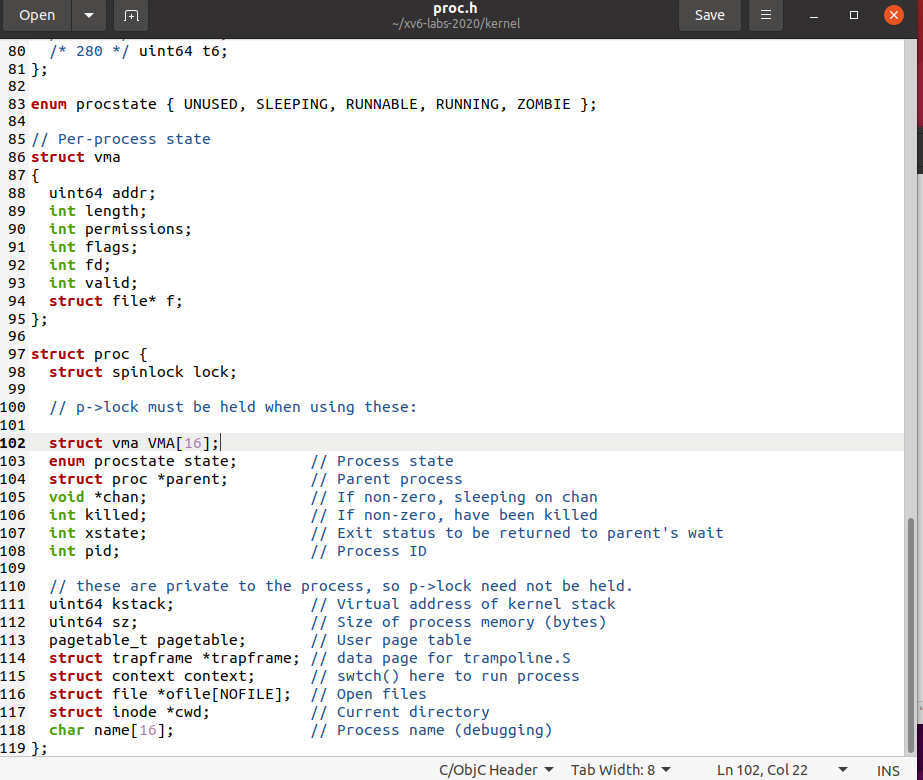 Open
proc.h
~/xv6-labs-2020/kernel
Save
80 /* 280 */ uint64 t6;
81 };
82
83 enum procstate { UNUSED, SLEEPING, RUNNABLE, RUNNING, ZOMBIE };
84
85 // Per-process state
86 struct vma
87 {
88 uint64 addr;
89 int length;
90 int permissions;
91 int flags;
92 int fd;
93 int valid;
94 struct file* f;
95 };
96
97 struct proc {
98 struct spinlock lock;
99
100 // p->lock must be held when using these:
101
102 struct vma VMA[16];
103 enum procstate state; // Process state
104 struct proc *parent; // Parent process
105 void *chan; // If non-zero, sleeping on chan
106 int killed; // If non-zero, have been killed
107 int xstate; // Exit status to be returned to parent's wait
108 int pid; // Process ID
109
110 // these are private to the process, so p->lock need not be held.
111 uint64 kstack; // Virtual address of kernel stack
112 uint64 sz; // Size of process memory (bytes)
113 pagetable_t pagetable; // User page table
114 struct trapframe *trapframe; // data page for trampoline.S
115 struct context context; // swtch() here to run process
116 struct file *ofile[NOFILE]; // Open files
117 struct inode *cwd; // Current directory
118 char name[16]; // Process name (debugging)
119 };
C/ObjC Header Tab Width: 8 Ln 102, Col 22 INS